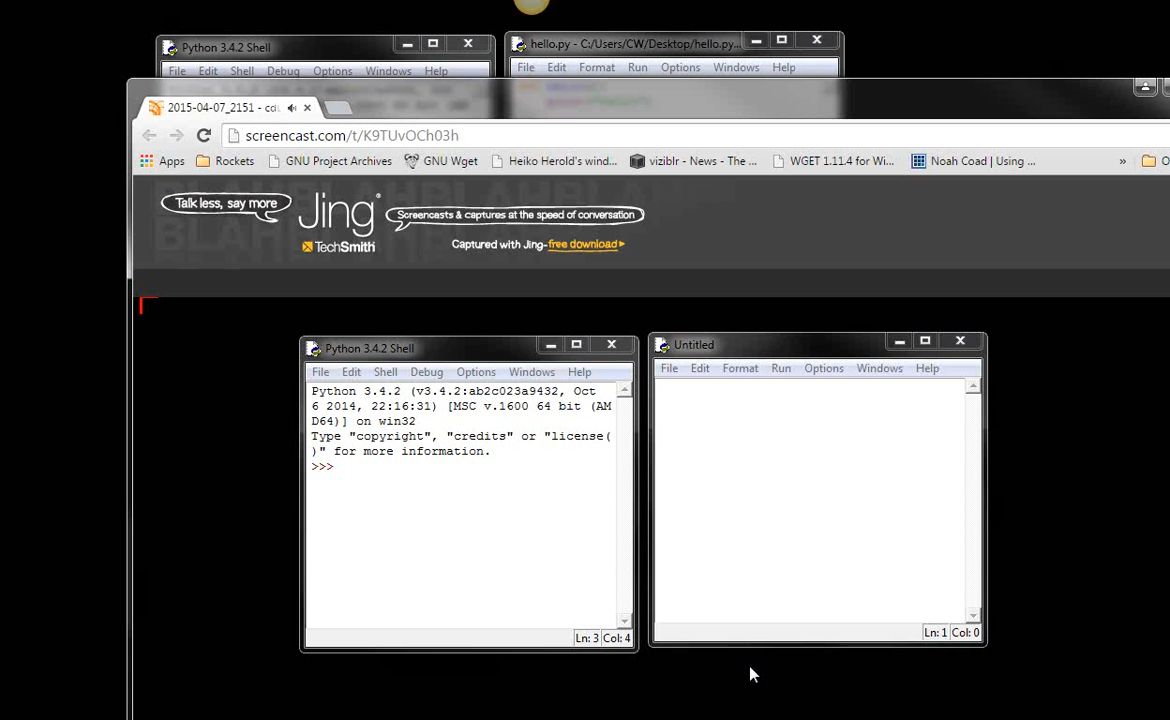 Python 3.4.2 Shell
File Edit Shell Debug Options Windows Help
hello.py - C:/Users/CW/Desktop/hello.py...
File Edit Format Run Options Windows Help
2015-04-07_2151 - cdu
screencast.com/t/K9TUvOCh03h
Apps Rockets GNU Project Archives GNU Wget Heiko Herold's wind... viziblr - News - The ... WGET 1.11.4 for Wi... Noah Coad | Using ... » O
Talk less, say more
Jing
TechSmith
Screencasts & captures at the speed of conversation
Captured with Jing-free download
Python 3.4.2 Shell
File Edit Shell Debug Options Windows Help
Python 3.4.2 (v3.4.2:ab2c023a9432, Oct
6 2014, 22:16:31) [MSC v.1600 64 bit (AM
D64)] on win32
Type "copyright", "credits" or "license(
)" for more information.
>>>
Ln: 3 Col: 4
Untitled
File Edit Format Run Options Windows Help
Ln: 1 Col: 0